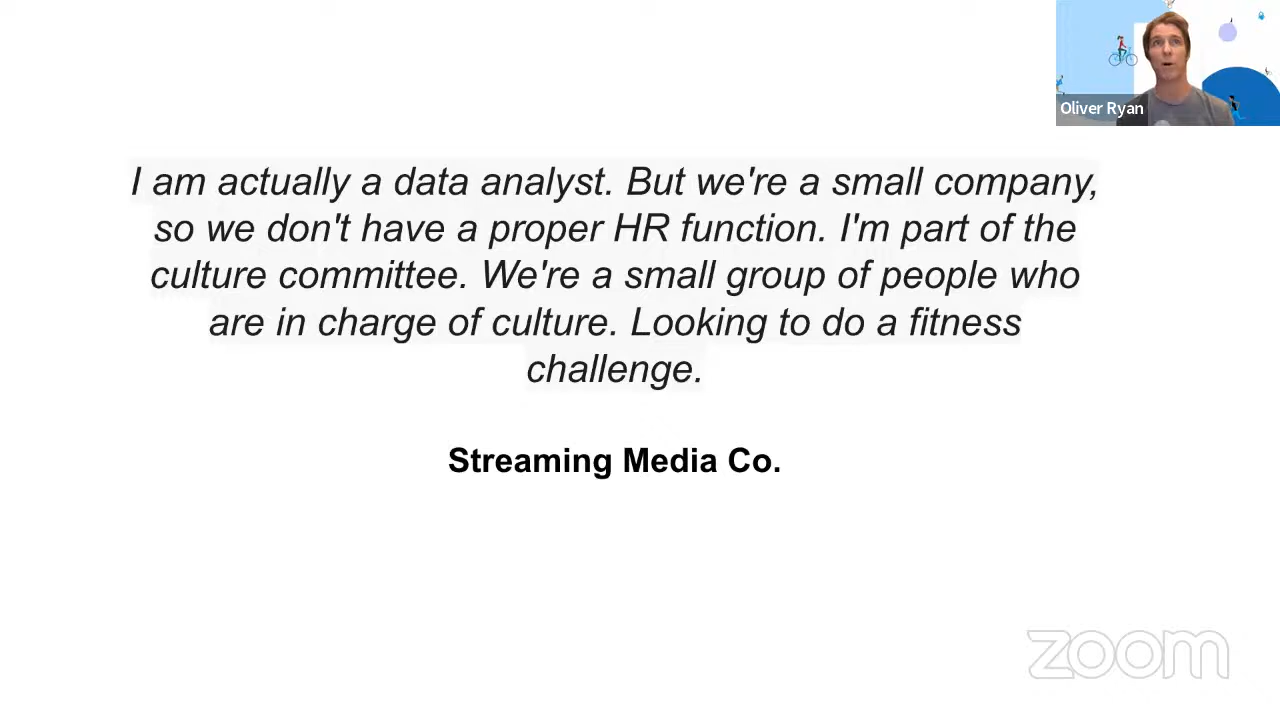 Oliver Ryan
I am actually a data analyst. But we're a small company,
so we don't have a proper HR function. I'm part of the
culture committee. We're a small group of people who
are in charge of culture. Looking to do a fitness
challenge.
Streaming Media Co.
zoom